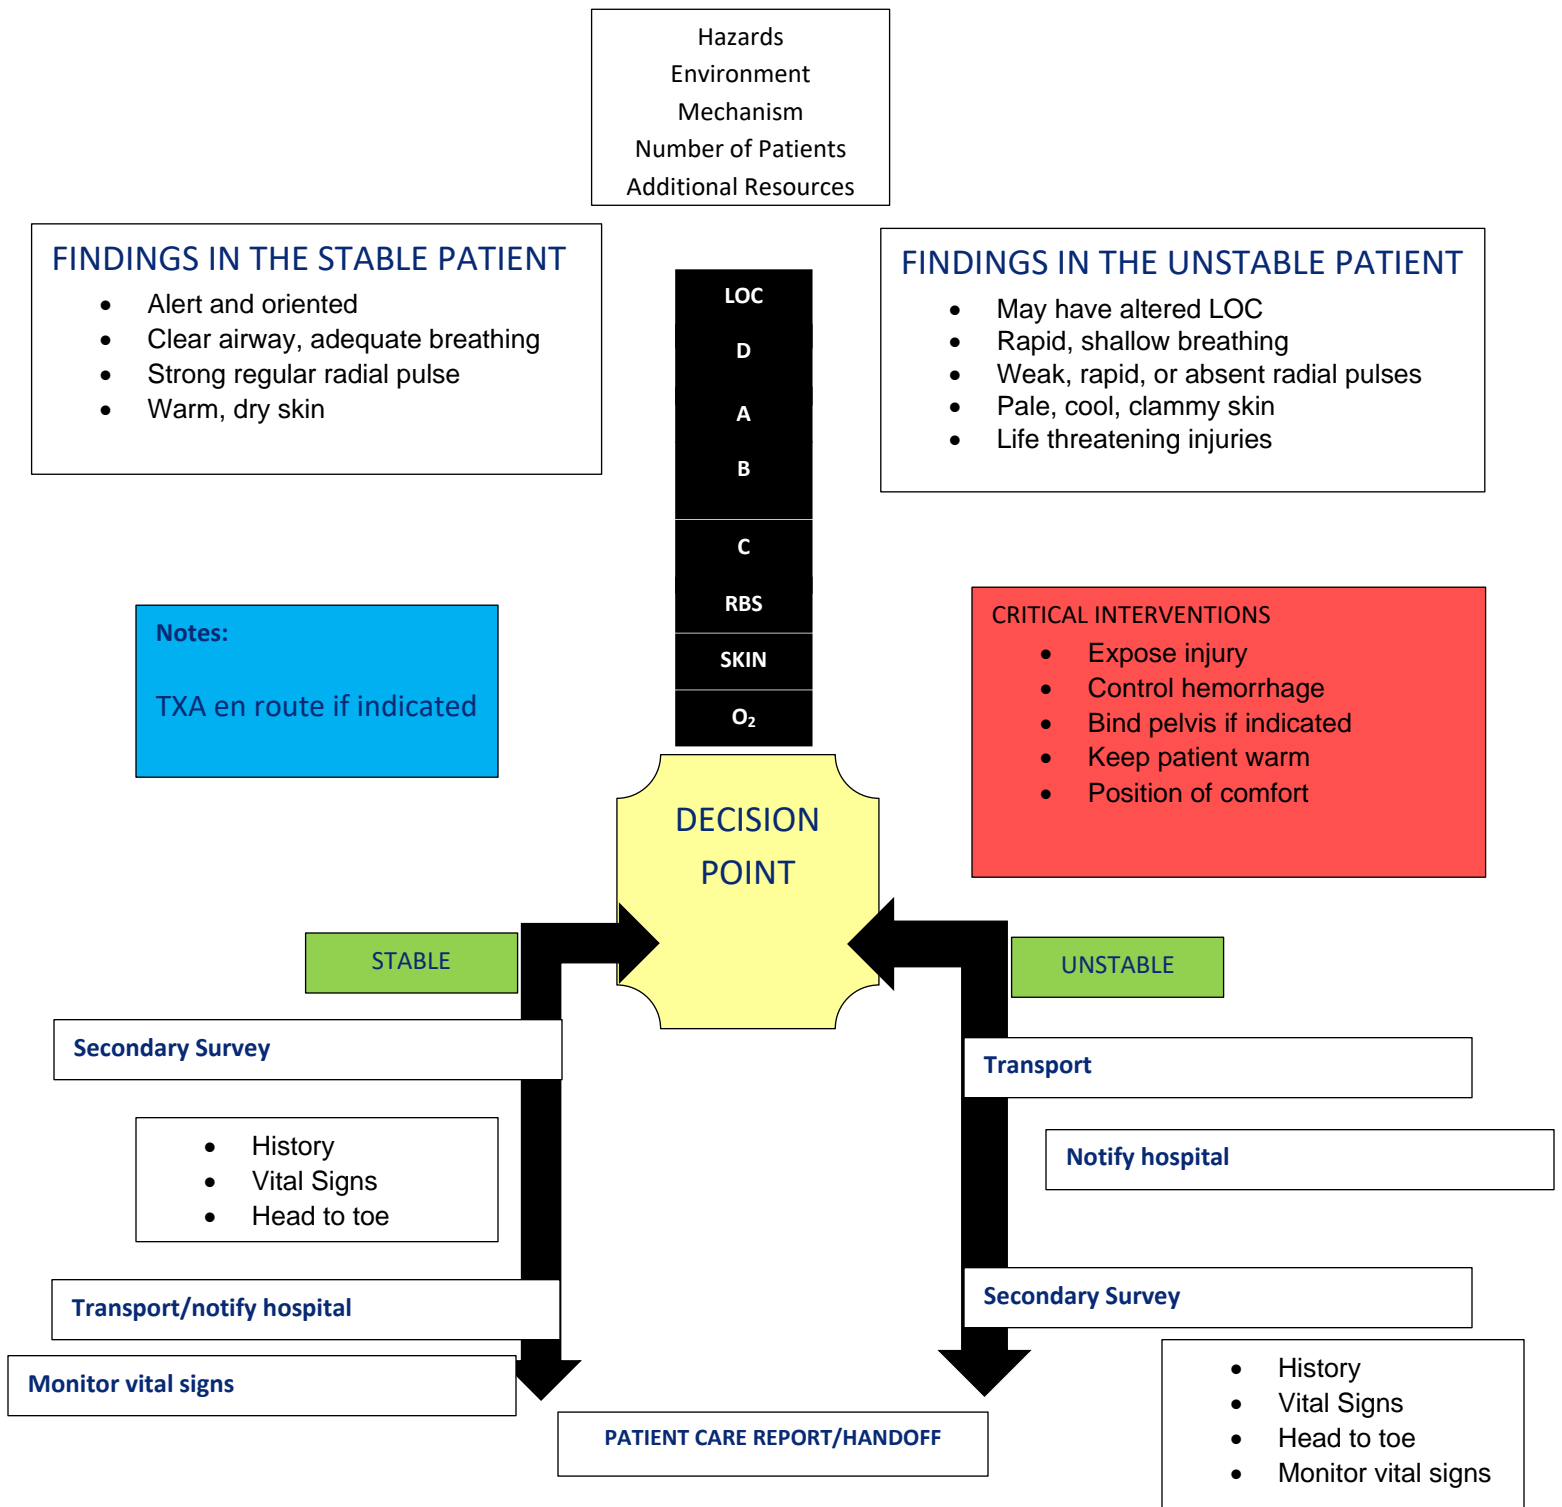 Hazards
Environment
Mechanism
Number of Patients
Additional Resources
FINDINGS IN THE STABLE PATIENT
• Alert and oriented
• Clear airway, adequate breathing
• Strong regular radial pulse
• Warm, dry skin
FINDINGS IN THE UNSTABLE PATIENT
• May have altered LOC
• Rapid, shallow breathing
• Weak, rapid, or absent radial pulses
• Pale, cool, clammy skin
• Life threatening injuries
LOC
D
A
B
C
RBS
SKIN
O₂
Notes:
TXA en route if indicated
CRITICAL INTERVENTIONS
• Expose injury
• Control hemorrhage
• Bind pelvis if indicated
• Keep patient warm
• Position of comfort
DECISION
POINT
STABLE
UNSTABLE
Secondary Survey
• History
• Vital Signs
• Head to toe
Transport/notify hospital
Monitor vital signs
Transport
Notify hospital
Secondary Survey
• History
• Vital Signs
• Head to toe
• Monitor vital signs
PATIENT CARE REPORT/HANDOFF